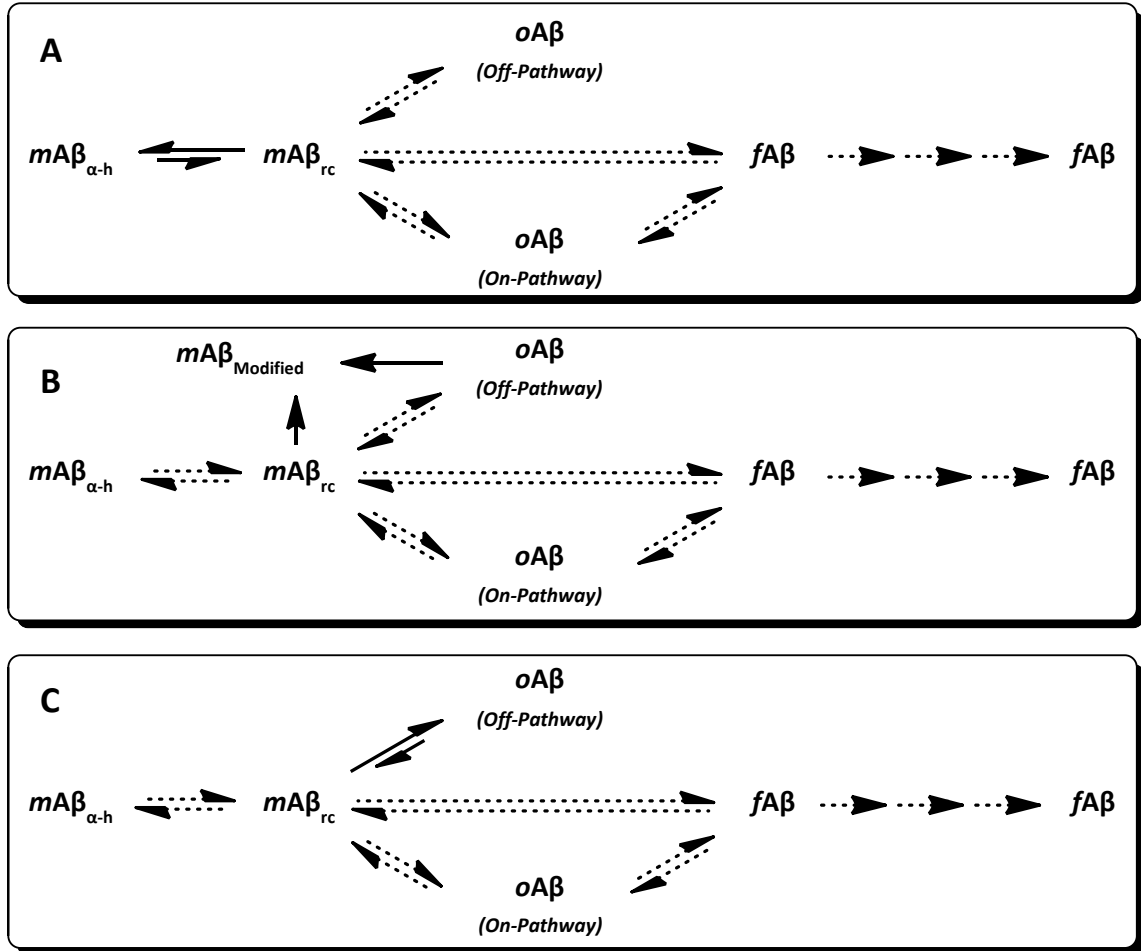 A
oAβ
(Off-Pathway)
mAβα-h mAβrc fAβ fAβ
oAβ
(On-Pathway)
B
mAβModified oAβ
(Off-Pathway)
mAβα-h mAβrc fAβ fAβ
oAβ
(On-Pathway)
C
oAβ
(Off-Pathway)
mAβα-h mAβrc fAβ fAβ
oAβ
(On-Pathway)